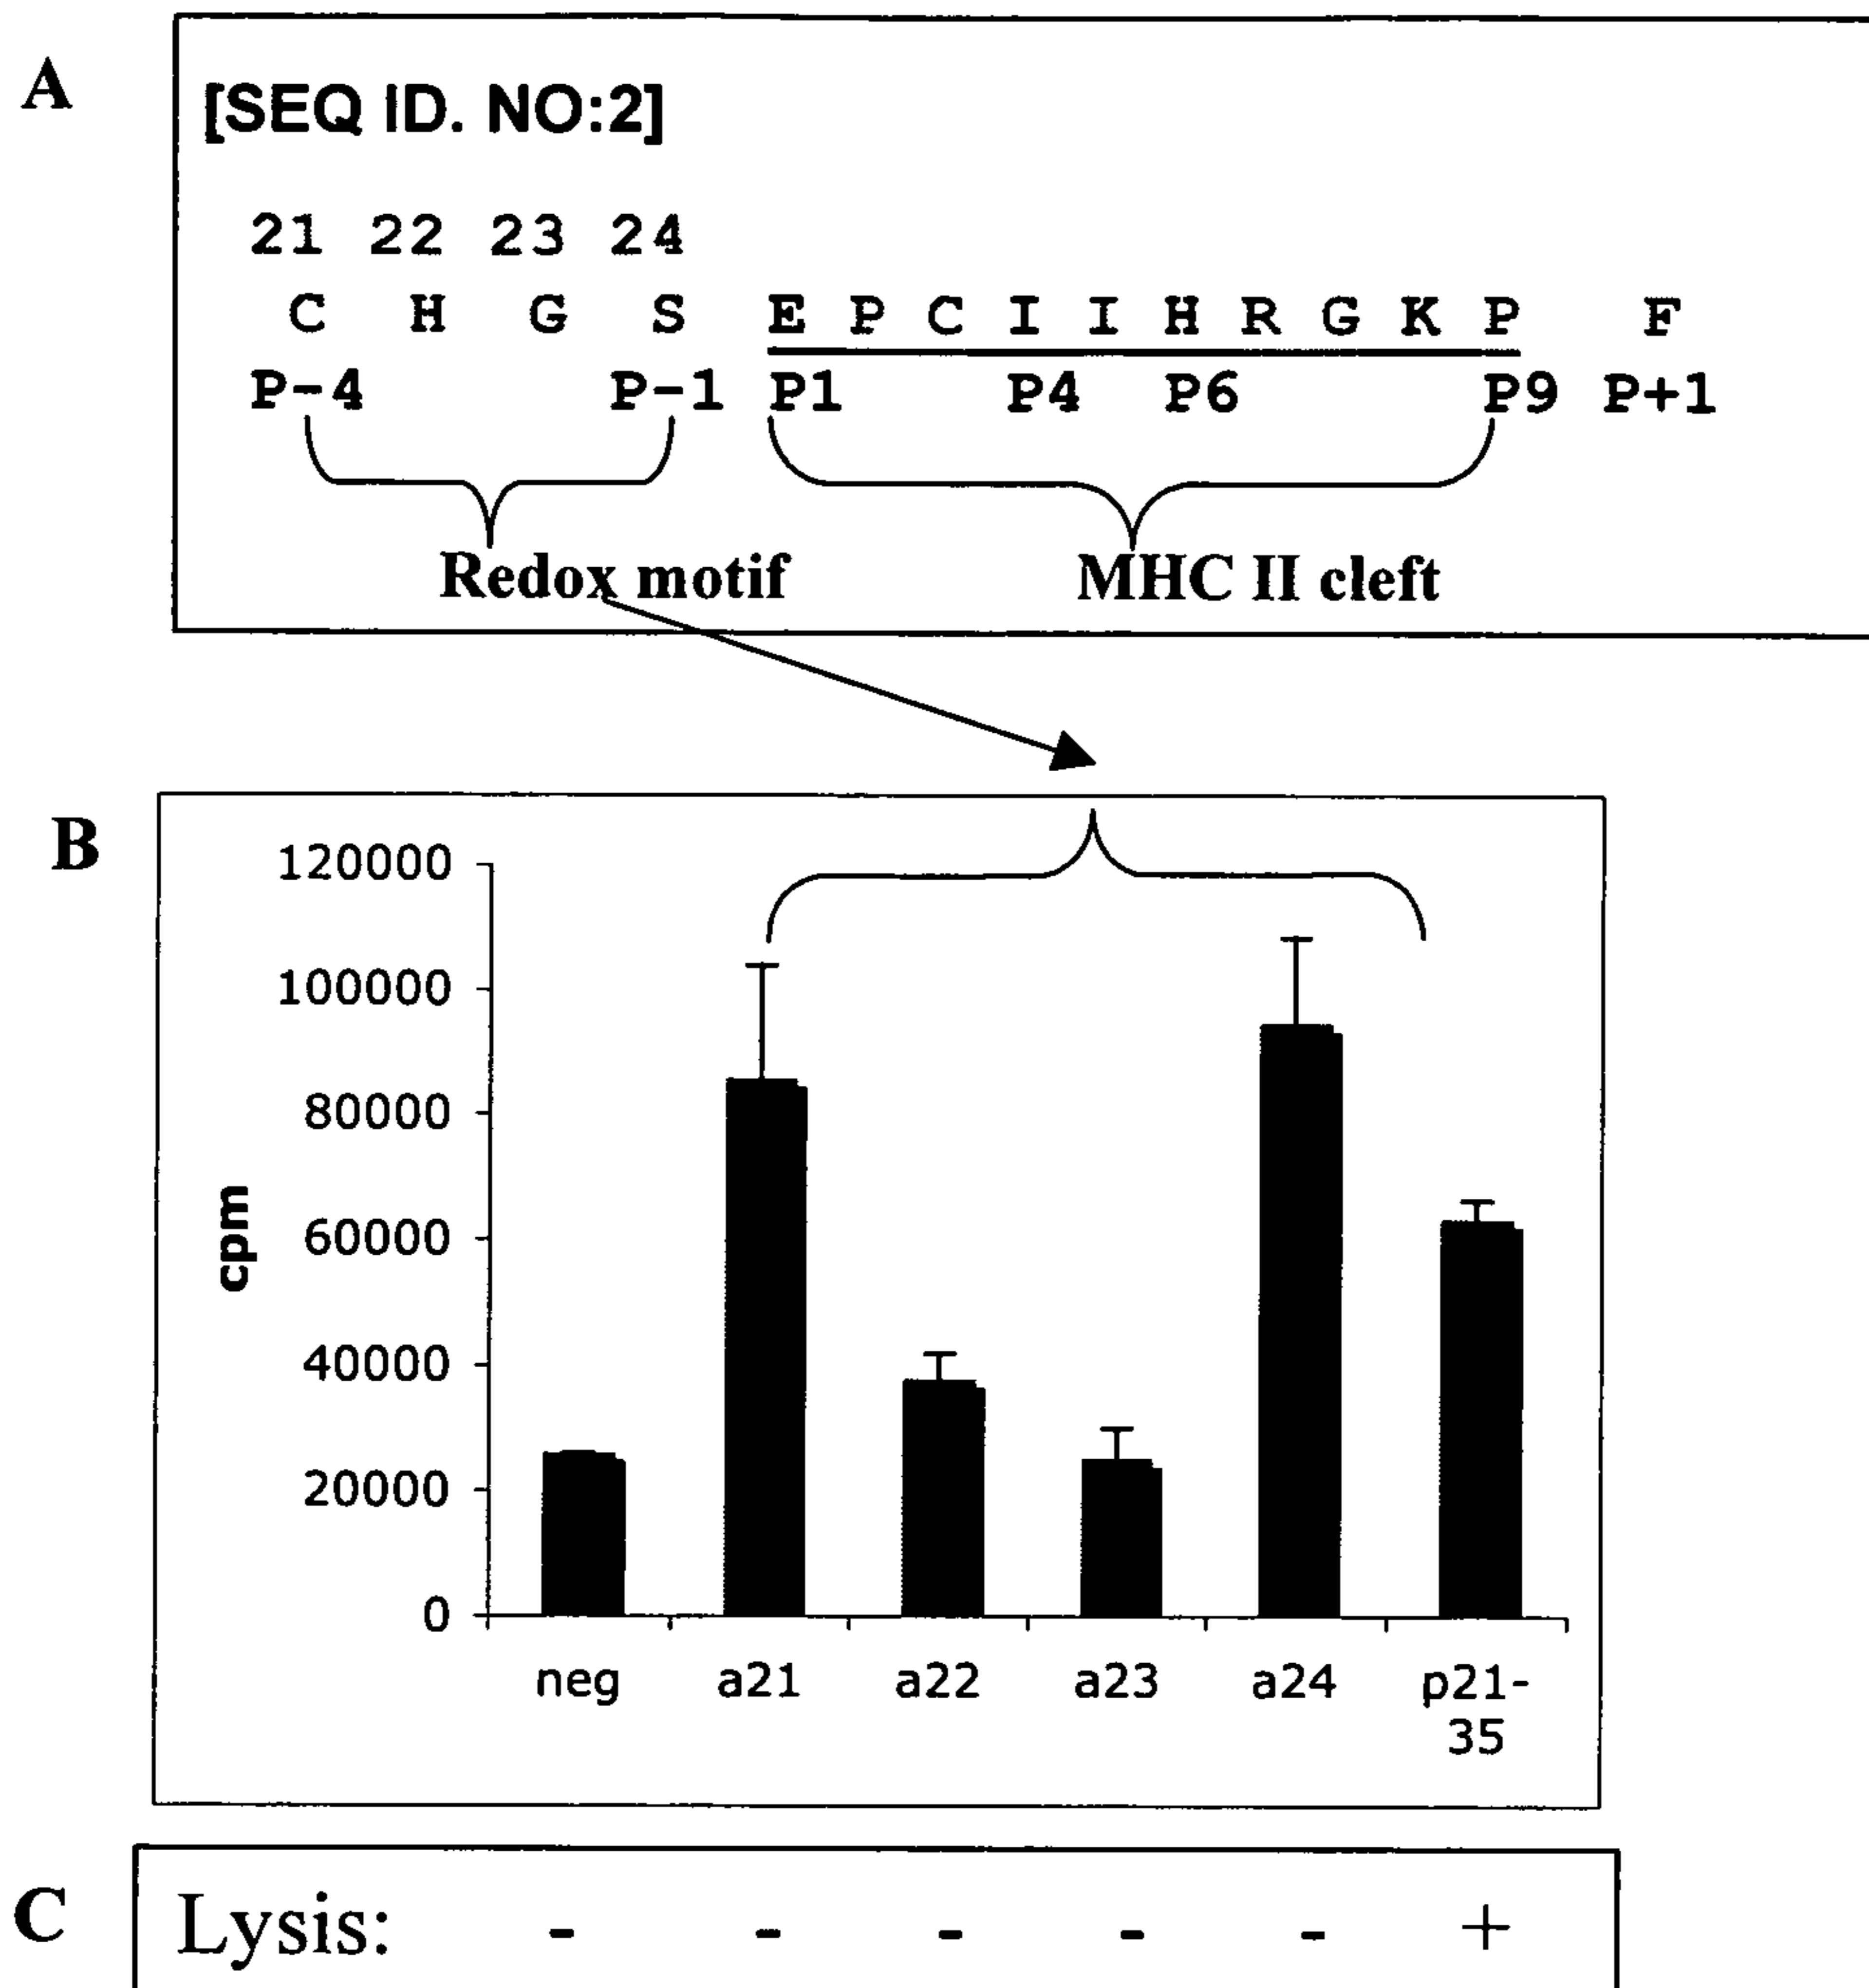 A
[SEQ ID. NO:2]
21 22 23 24
C H G S E P C I I H R G K P F
P-4 P-1 P1 P4 P6 P9 P+1
Redox motif MHC II cleft
B
120000
100000
80000
60000
40000
20000
0
cpm
neg a21 a22 a23 a24 p21-
35
C
Lysis: - - - - - +